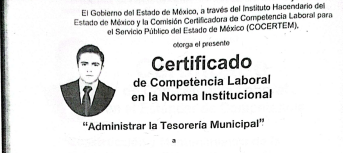 El Gobierno del Estado de México, a través del Instituto Hacendario del
Estado de México y la Comisión Certificadora de Competencia Laboral para
el Servicio Público del Estado de México (COCERTEM),
otorga el presente
Certificado
de Competencia Laboral
en la Norma Institucional
“Administrar la Tesorería Municipal”
a